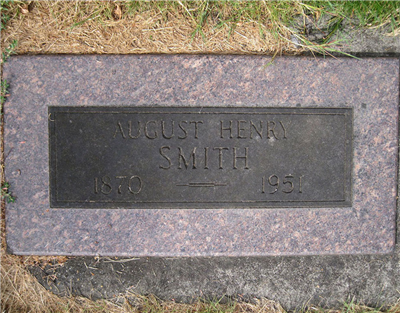 AUGUST HENRY
SMITH
1870 — 1951